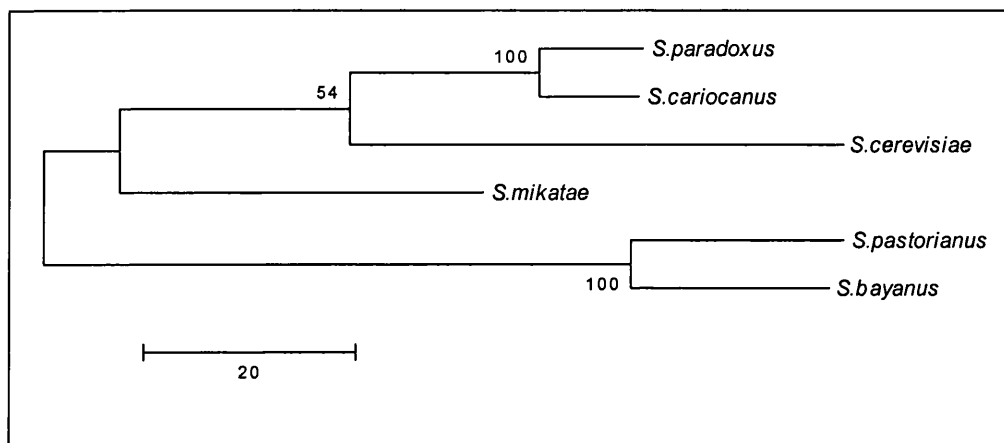 S.paradoxus
100
S.cariocanus
54
S.cerevisiae
S.mikatae
S.pastorianus
100
S.bayanus
20